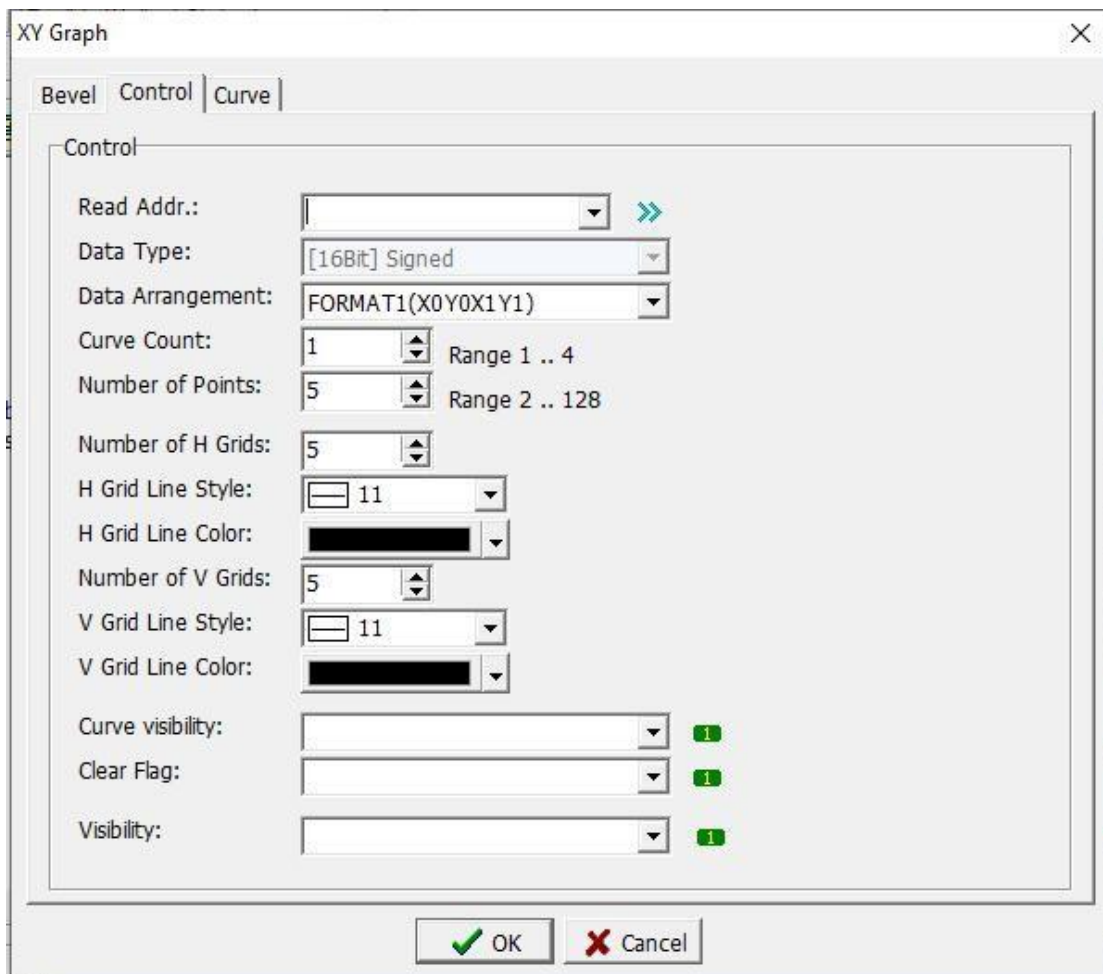 XY Graph
Bevel Control Curve
Control
Read Addr.:
Data Type: [16Bit] Signed
Data Arrangement: FORMAT1(X0Y0X1Y1)
Curve Count: 1 Range 1 .. 4
Number of Points: 5 Range 2 .. 128
Number of H Grids: 5
H Grid Line Style: 11
H Grid Line Color:
Number of V Grids: 5
V Grid Line Style: 11
V Grid Line Color:
Curve visibility: 1
Clear Flag: 1
Visibility: 1
OK Cancel